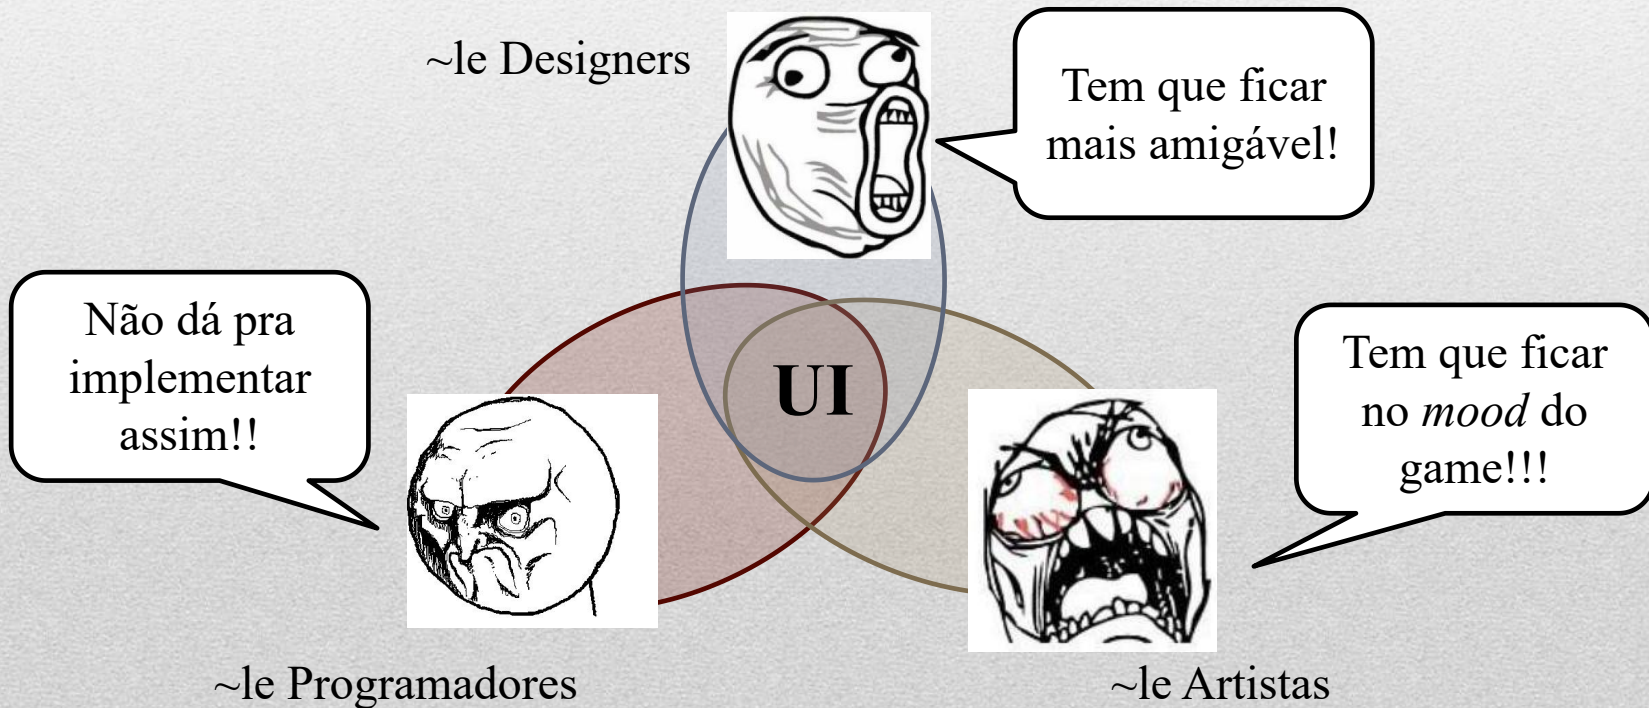 ~le Designers
Tem que ficar
mais amigável!
Não dá pra
implementar
assim!!
UI
Tem que ficar
no mood do
game!!!
~le Programadores
~le Artistas